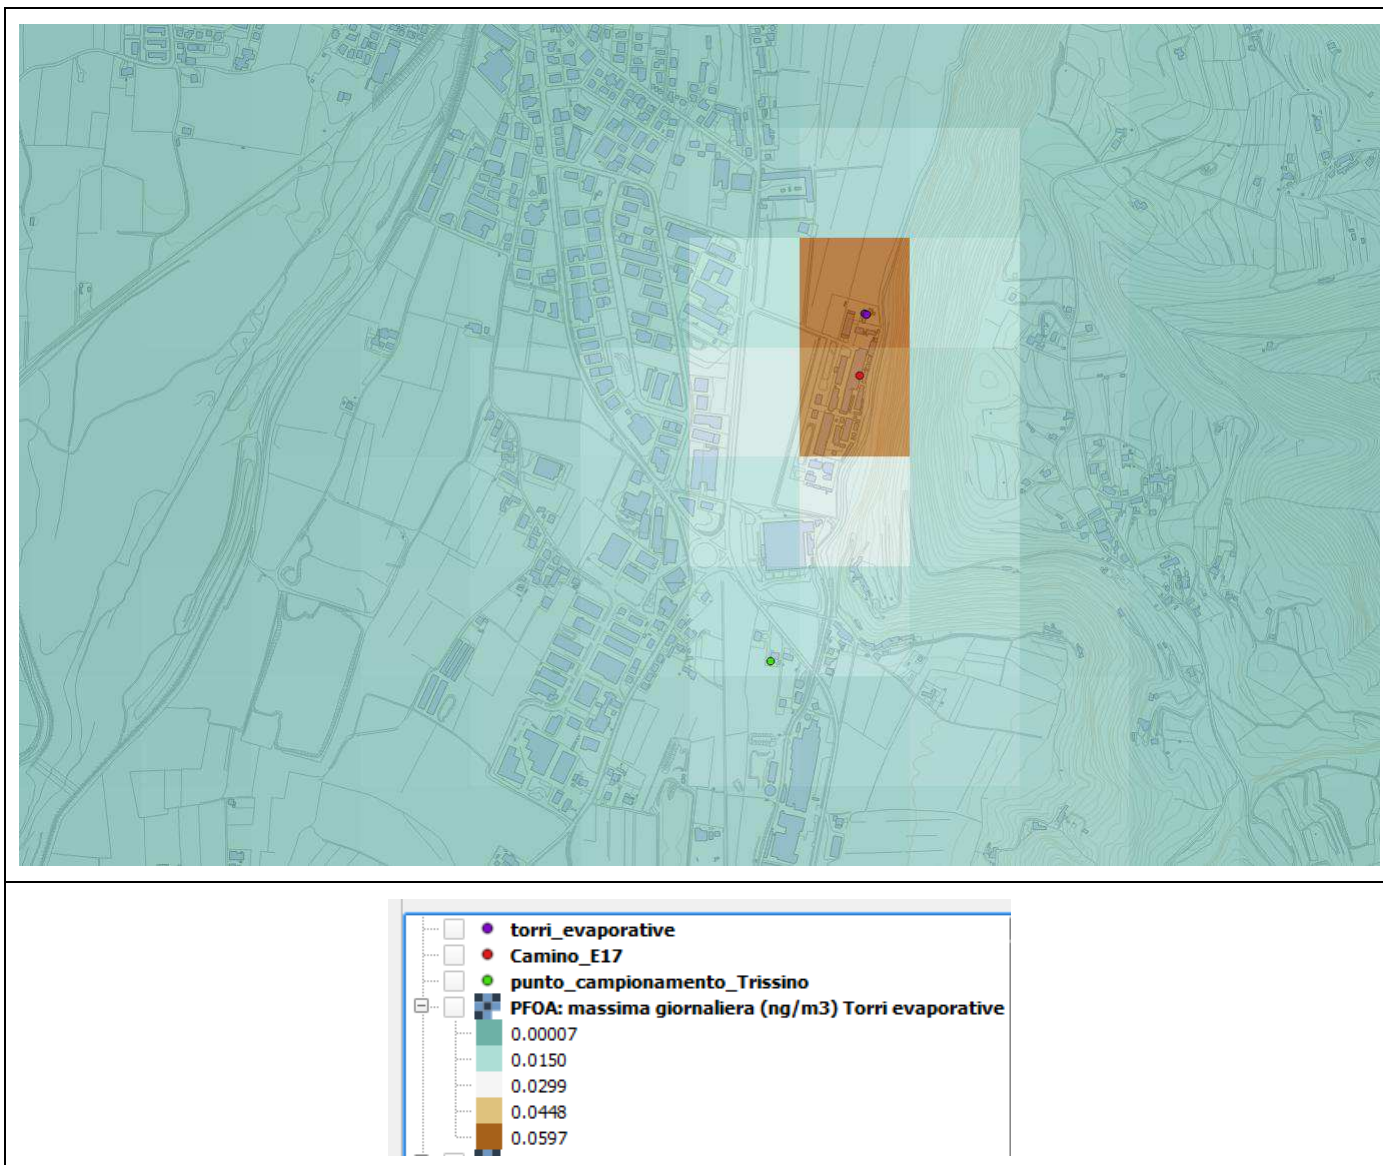 torri_evaporative
Camino_E17
punto_campionamento_Trissino
PFOA: massima giornaliera (ng/m3) Torri evaporative
0.00007
0.0150
0.0299
0.0448
0.0597